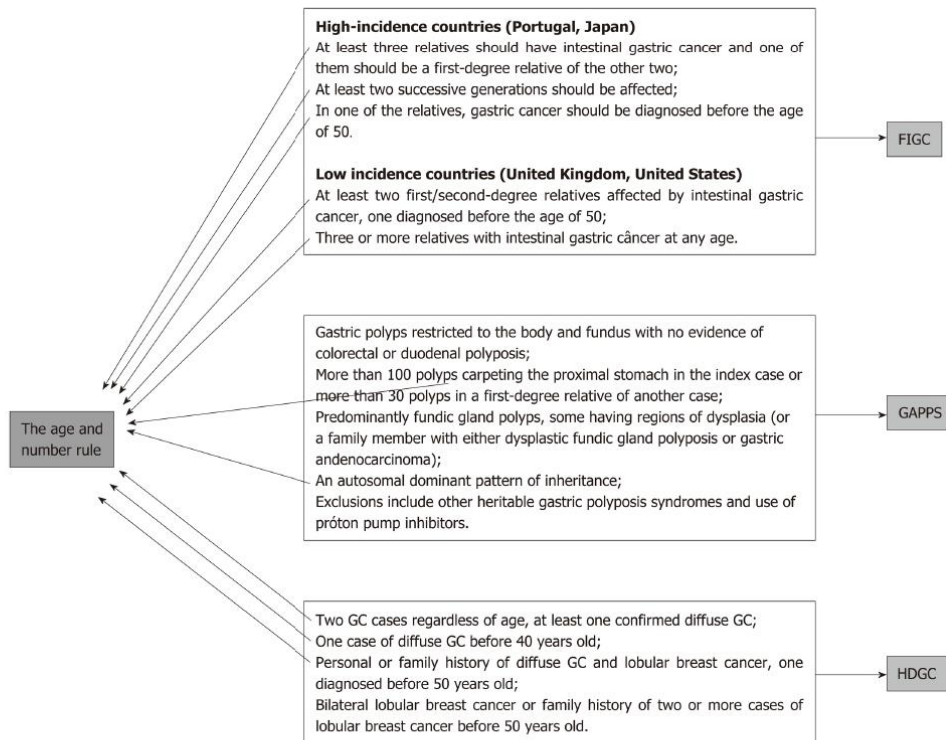 High-incidence countries (Portugal, Japan)
At least three relatives should have intestinal gastric cancer and one of
them should be a first-degree relative of the other two;
At least two successive generations should be affected;
In one of the relatives, gastric cancer should be diagnosed before the age
of 50.
Low incidence countries (United Kingdom, United States)
At least two first/second-degree relatives affected by intestinal gastric
cancer, one diagnosed before the age of 50;
Three or more relatives with intestinal gastric câncer at any age.
FIGC
Gastric polyps restricted to the body and fundus with no evidence of
colorectal or duodenal polyposis;
More than 100 polyps carpeting the proximal stomach in the index case or
more than 30 polyps in a first-degree relative of another case;
Predominantly fundic gland polyps, some having regions of dysplasia (or
a family member with either dysplastic fundic gland polyposis or gastric
andenocarcinoma);
An autosomal dominant pattern of inheritance;
Exclusions include other heritable gastric polyposis syndromes and use of
próton pump inhibitors.
GAPPS
The age and
number rule
Two GC cases regardless of age, at least one confirmed diffuse GC;
One case of diffuse GC before 40 years old;
Personal or family history of diffuse GC and lobular breast cancer, one
diagnosed before 50 years old;
Bilateral lobular breast cancer or family history of two or more cases of
lobular breast cancer before 50 years old.
HDGC